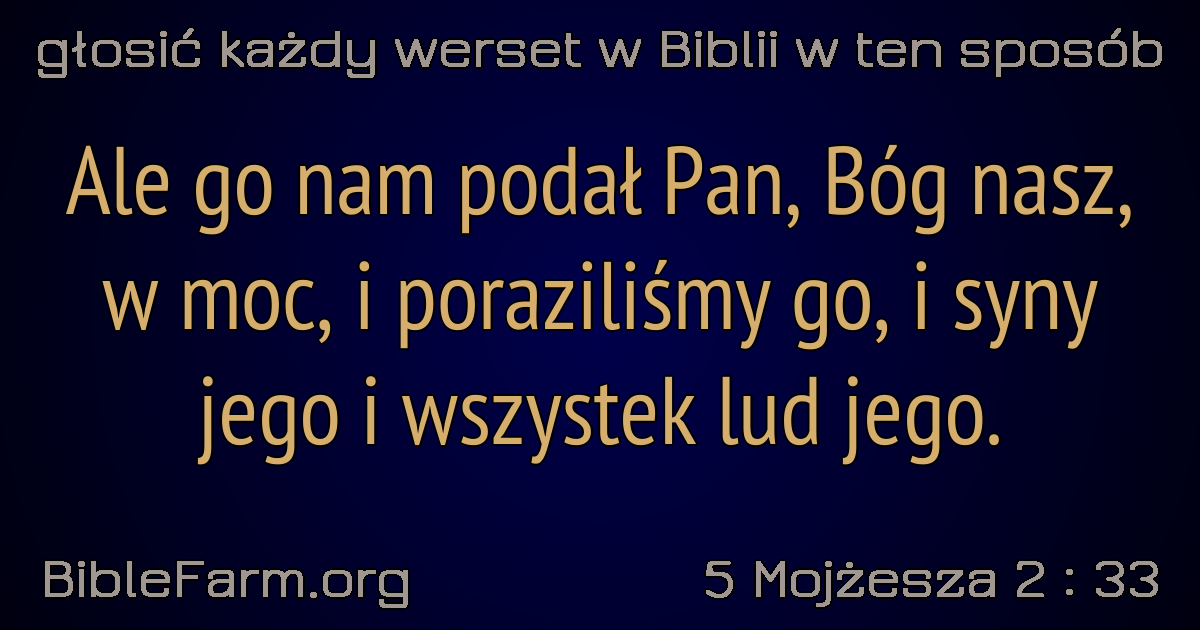 głosić każdy werset w Biblii w ten sposób
Ale go nam podał Pan, Bóg nasz,
w moc, i poraziliśmy go, i syny
jego i wszystek lud jego.
BibleFarm.org
5 Mojżesza 2 : 33